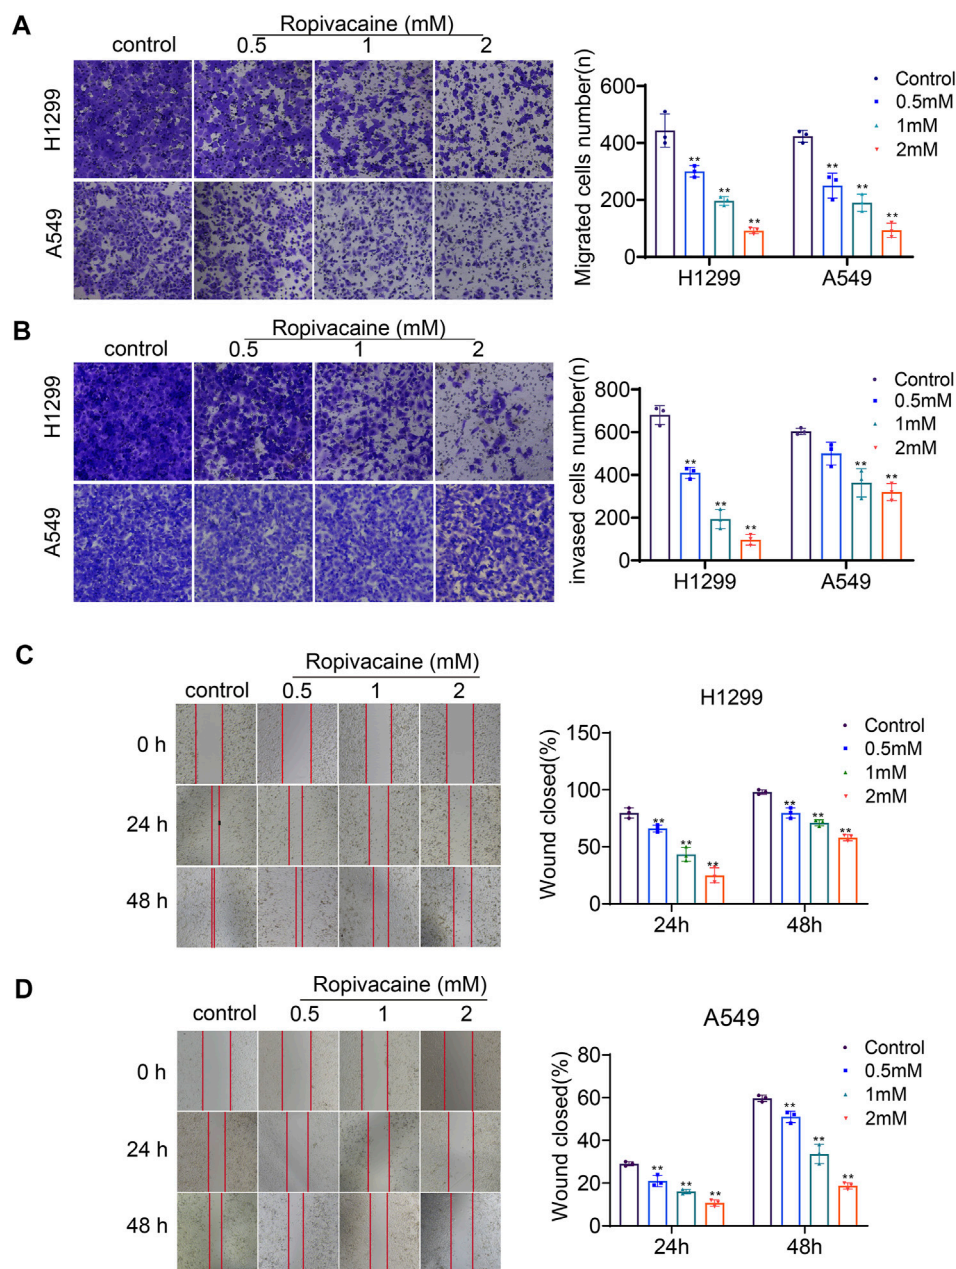 A
Ropivacaine (mM)
control 0.5 1 2
H1299
A549
Migrated cells number(n)
600
400
200
0
** ** ** ** ** **
H1299 A549
Control
0.5mM
1mM
2mM
B
Ropivacaine (mM)
control 0.5 1 2
H1299
A549
invased cells number(n)
800
600
400
200
0
** ** ** ** **
H1299 A549
Control
0.5mM
1mM
2mM
C
Ropivacaine (mM)
control 0.5 1 2
0 h
24 h
48 h
H1299
Wound closed(%)
150
100
50
0
** ** ** ** ** **
24h 48h
Control
0.5mM
1mM
2mM
D
Ropivacaine (mM)
control 0.5 1 2
0 h
24 h
48 h
A549
Wound closed(%)
80
60
40
20
0
** ** ** ** ** **
24h 48h
Control
0.5mM
1mM
2mM